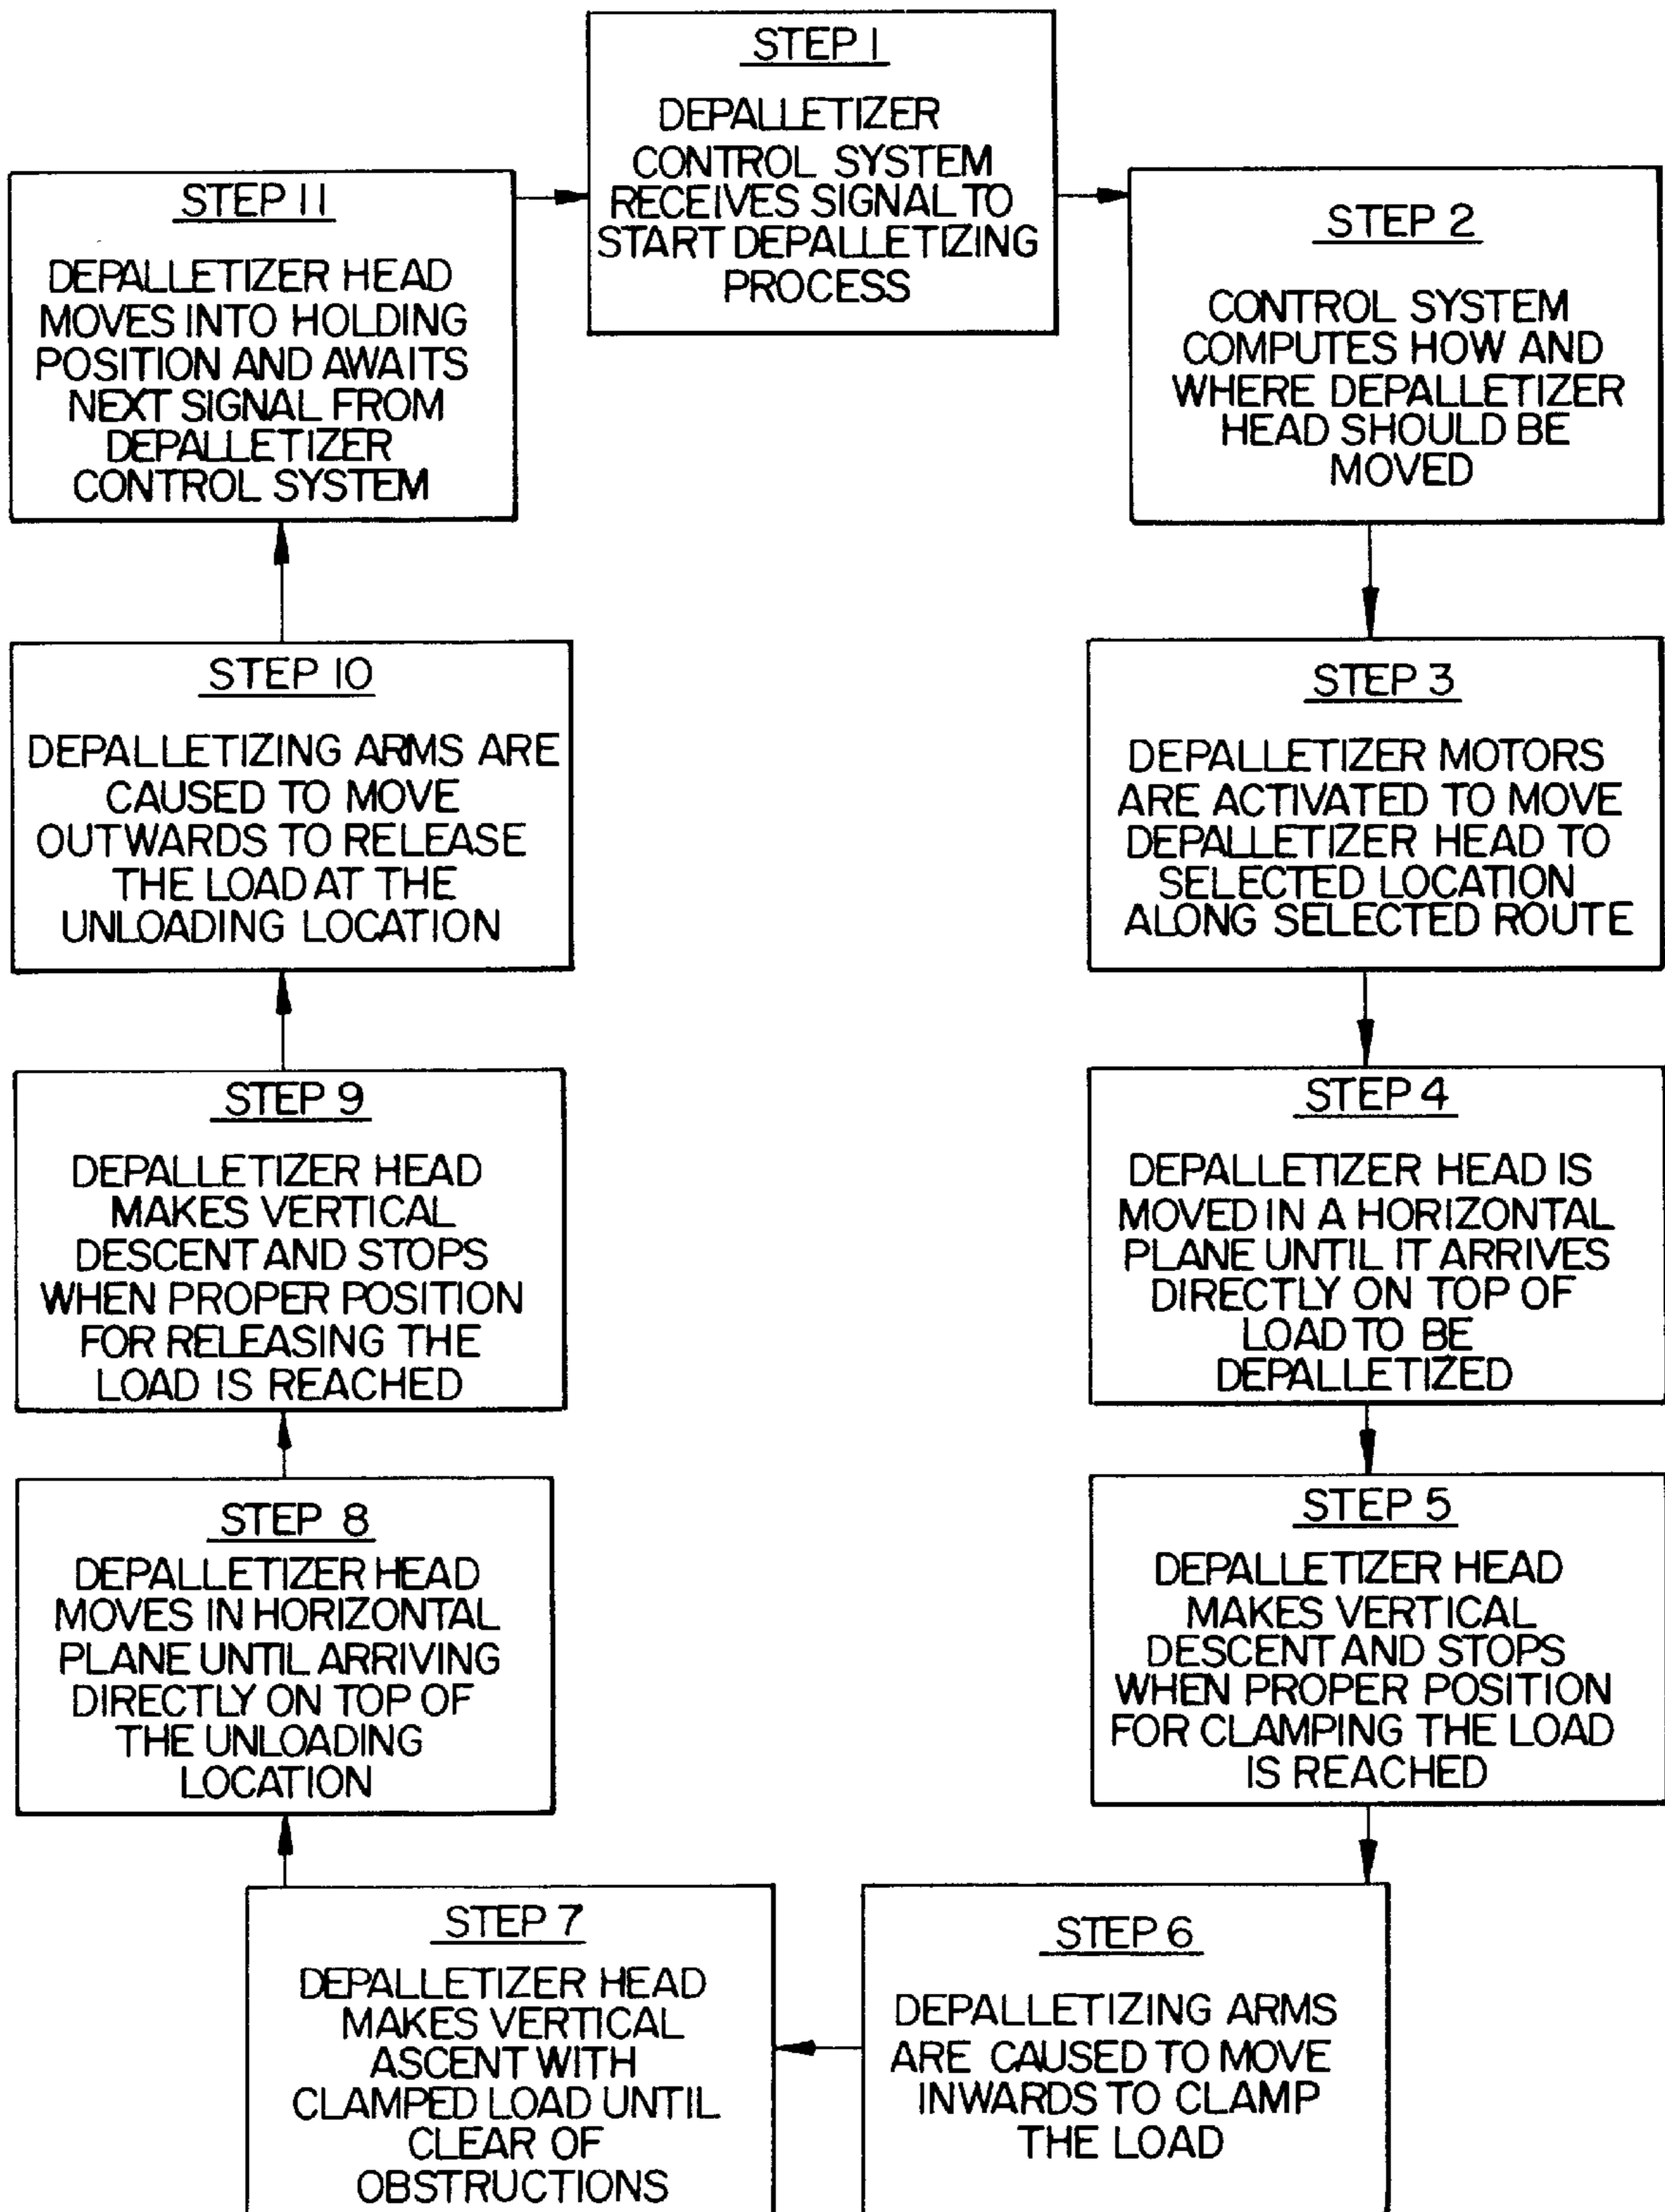 STEP 1
DEPALLETIZER
CONTROL SYSTEM
RECEIVES SIGNAL TO
START DEPALLETIZING
PROCESS
STEP 2
CONTROL SYSTEM
COMPUTES HOW AND
WHERE DEPALLETIZER
HEAD SHOULD BE
MOVED
STEP 3
DEPALLETIZER MOTORS
ARE ACTIVATED TO MOVE
DEPALLETIZER HEAD TO
SELECTED LOCATION
ALONG SELECTED ROUTE
STEP 4
DEPALLETIZER HEAD IS
MOVED IN A HORIZONTAL
PLANE UNTIL IT ARRIVES
DIRECTLY ON TOP OF
LOAD TO BE
DEPALLETIZED
STEP 5
DEPALLETIZER HEAD
MAKES VERTICAL
DESCENT AND STOPS
WHEN PROPER POSITION
FOR CLAMPING THE LOAD
IS REACHED
STEP 6
DEPALLETIZING ARMS
ARE CAUSED TO MOVE
INWARDS TO CLAMP
THE LOAD
STEP 7
DEPALLETIZER HEAD
MAKES VERTICAL
ASCENT WITH
CLAMPED LOAD UNTIL
CLEAR OF
OBSTRUCTIONS
STEP 8
DEPALLETIZER HEAD
MOVES IN HORIZONTAL
PLANE UNTIL ARRIVING
DIRECTLY ON TOP OF
THE UNLOADING
LOCATION
STEP 9
DEPALLETIZER HEAD
MAKES VERTICAL
DESCENT AND STOPS
WHEN PROPER POSITION
FOR RELEASING THE
LOAD IS REACHED
STEP 10
DEPALLETIZING ARMS ARE
CAUSED TO MOVE
OUTWARDS TO RELEASE
THE LOAD AT THE
UNLOADING LOCATION
STEP 11
DEPALLETIZER HEAD
MOVES INTO HOLDING
POSITION AND AWAITS
NEXT SIGNAL FROM
DEPALLETIZER
CONTROL SYSTEM